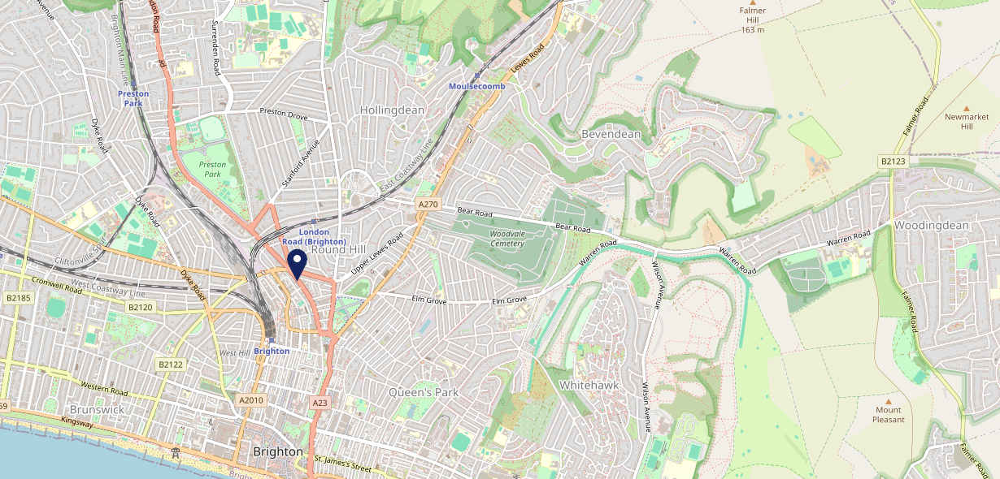 Falmer
Hill
163 m
Surrenden Road
Brighton Main Line
Lewes Road
Moulsecoomb
Preston
Park
Hollingdean
Preston Drove
Falmer Road
Newmarket
Hill
Dyke Road
Bevendean
Stanford Avenue
Preston
Park
East Coastway Line
B2123
Dyke Road
A270
Bear Road
Bear Road
Woodingdean
London
Road (Brighton)
Woodvale
Cemetery
Warren Road
Round Hill
Upper Lewes Road
Warren Road
Warren Road
Cliftonville Spur
Wilson Avenue
Dyke Road
Cromwell Road
West Coastway Line
B2185
B2120
Elm Grove
Elm Grove
Falmer Road
West Hill
Brighton
B2122
Western Road
Queen's Park
Whitehawk
Wilson Avenue
A2010
A23
Brunswick
Kingsway
Mount
Pleasant
Brighton
St. James's Street
Falmer Road